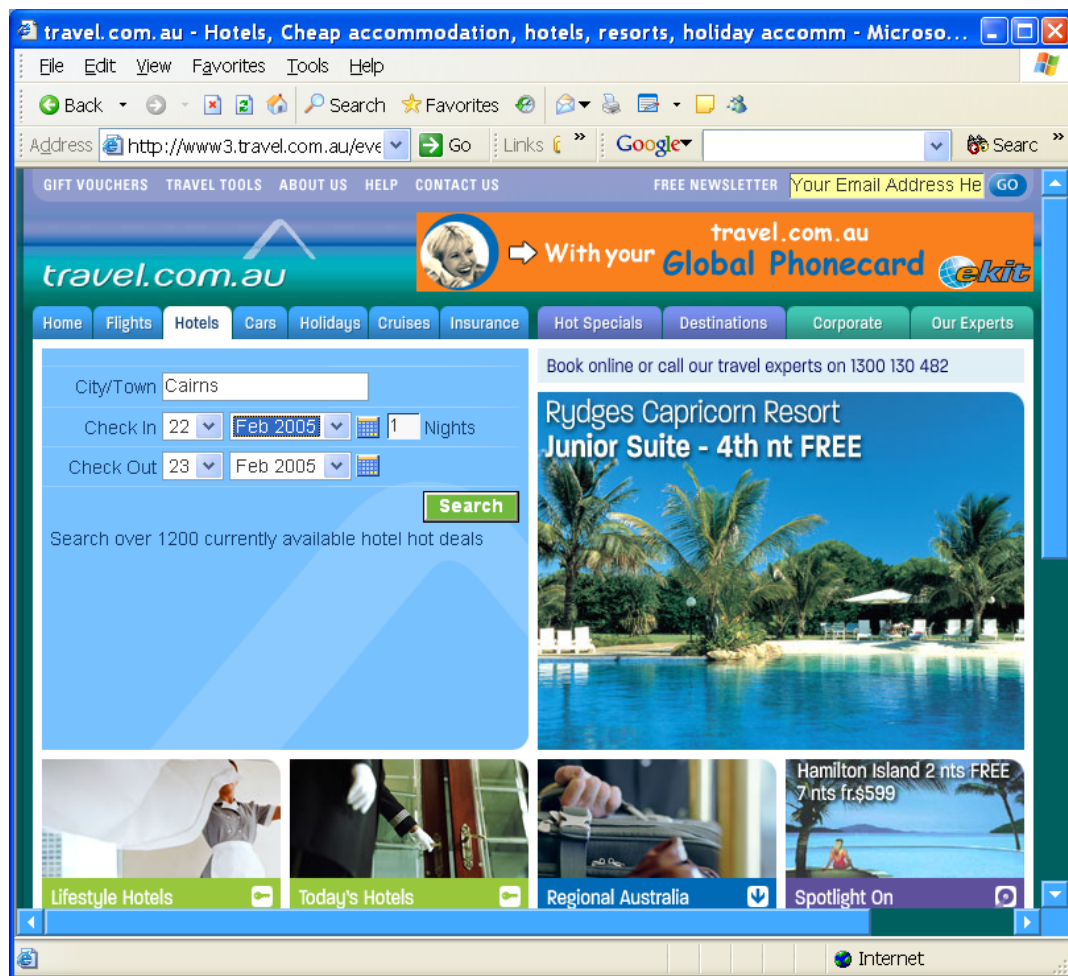 travel.com.au - Hotels, Cheap accommodation, hotels, resorts, holiday accomm - Microso...
File Edit View Favorites Tools Help
Back Search Favorites
Address http://www3.travel.com.au/eve Go Links » Google Searc »
GIFT VOUCHERS TRAVEL TOOLS ABOUT US HELP CONTACT US FREE NEWSLETTER Your Email Address He GO
travel.com.au
With your Global Phonecard ekit
travel.com.au
Home Flights Hotels Cars Holidays Cruises Insurance Hot Specials Destinations Corporate Our Experts
City/Town Cairns
Check In 22 Feb 2005 1 Nights
Check Out 23 Feb 2005
Search
Search over 1200 currently available hotel hot deals
Book online or call our travel experts on 1300 130 482
Rydges Capricorn Resort
Junior Suite - 4th nt FREE
Hamilton Island 2 nts FREE
7 nts fr.$599
Lifestyle Hotels Today's Hotels Regional Australia Spotlight On
Internet